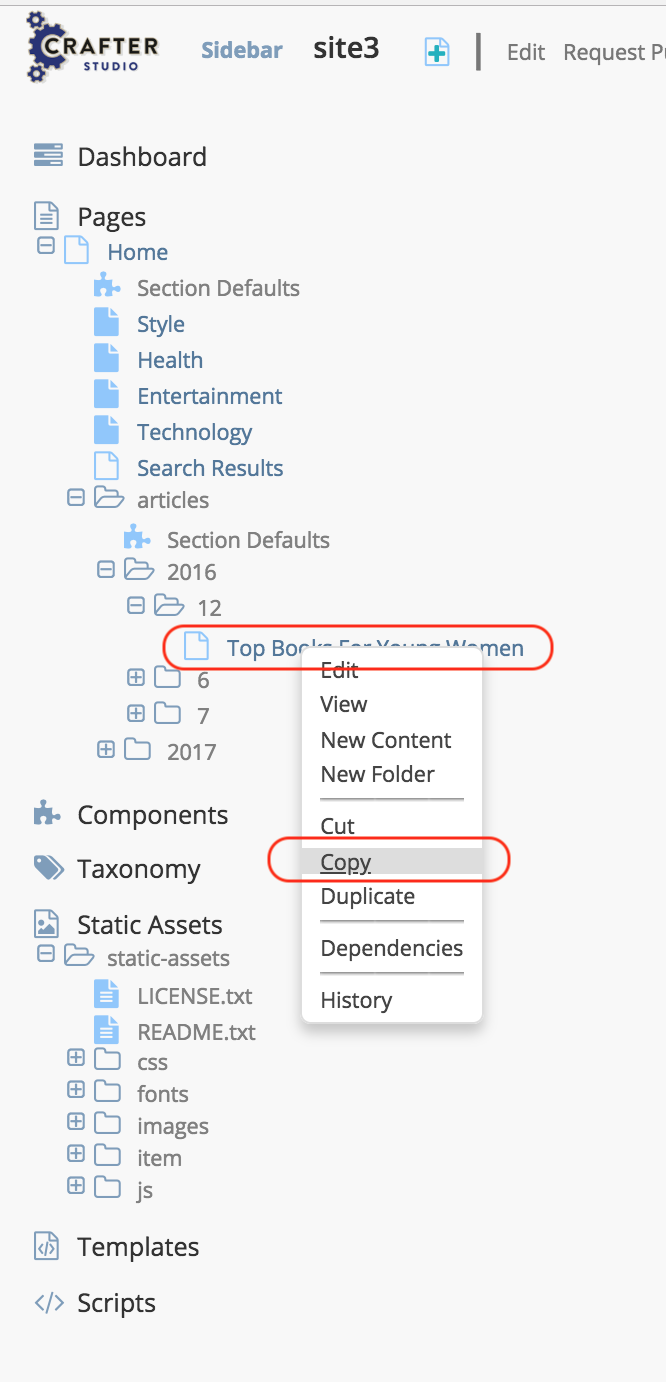 CRAFTER
STUDIO
Sidebar site3 Edit Request
Dashboard
Pages
Home
Section Defaults
Style
Health
Entertainment
Technology
Search Results
articles
Section Defaults
2016
12
Top Books For Young Women
6
7
2017
Edit
View
New Content
New Folder
Cut
Copy
Duplicate
Dependencies
History
Components
Taxonomy
Static Assets
static-assets
LICENSE.txt
README.txt
css
fonts
images
item
js
Templates
Scripts